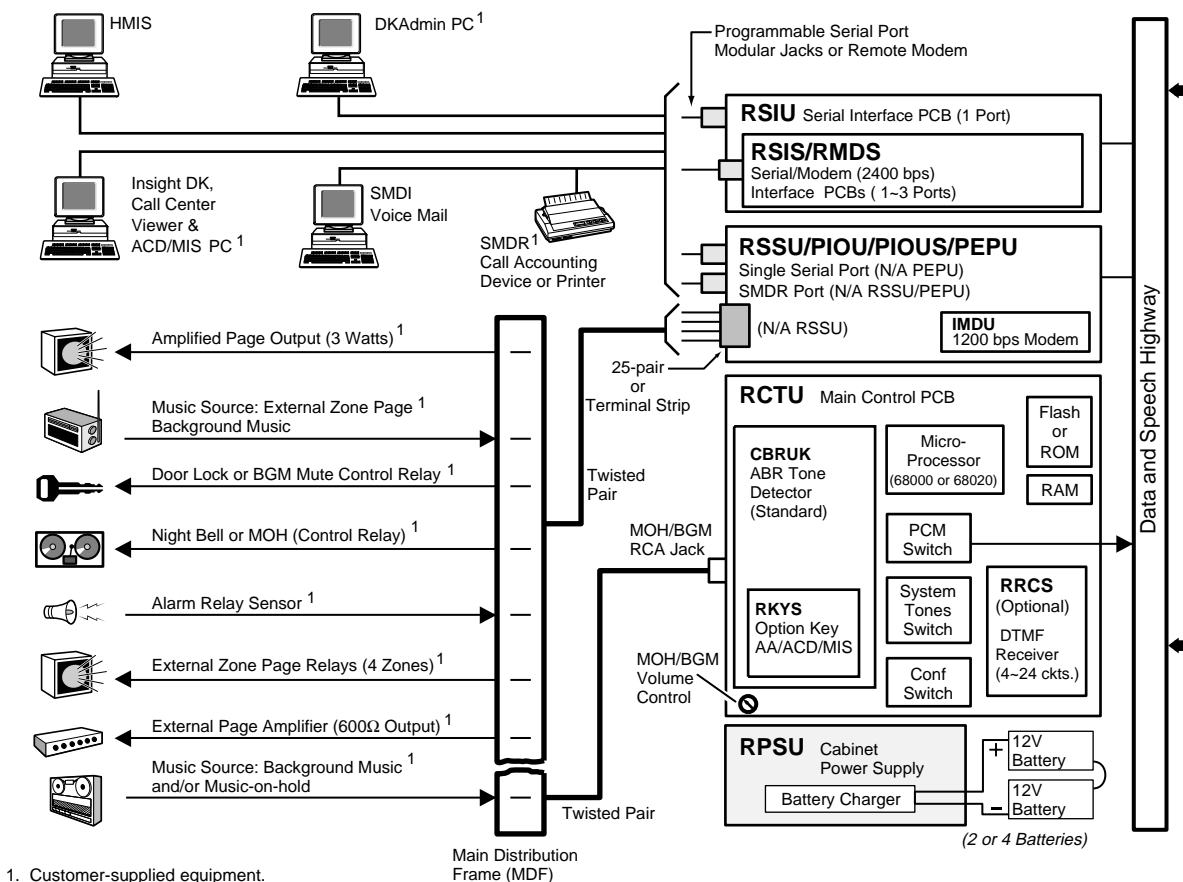 HMIS
DKAdmin PC 1
Programmable Serial Port
Modular Jacks or Remote Modem
RSIU Serial Interface PCB (1 Port)
RSIS/RMDS
Serial/Modem (2400 bps)
Interface PCBs ( 1~3 Ports)
Insight DK,
Call Center
Viewer &
ACD/MIS PC 1
SMDI
Voice Mail
SMDR 1
Call Accounting
Device or Printer
RSSU/PIOU/PIOUS/PEPU
Single Serial Port (N/A PEPU)
SMDR Port (N/A RSSU/PEPU)
(N/A RSSU)
IMDU
1200 bps Modem
25-pair
or
Terminal Strip
Data and Speech Highway
Amplified Page Output (3 Watts) 1
Music Source: External Zone Page 1
Background Music
Door Lock or BGM Mute Control Relay 1
Night Bell or MOH (Control Relay) 1
Alarm Relay Sensor 1
External Zone Page Relays (4 Zones) 1
External Page Amplifier (600Ω Output) 1
Music Source: Background Music 1
and/or Music-on-hold
Twisted
Pair
MOH/BGM
RCA Jack
MOH/BGM
Volume
Control
Twisted Pair
Main Distribution
Frame (MDF)
RCTU Main Control PCB
CBRUK
ABR Tone
Detector
(Standard)
RKYS
Option Key
AA/ACD/MIS
Micro-
Processor
(68000 or 68020)
Flash
or
ROM
RAM
PCM
Switch
System
Tones
Switch
Conf
Switch
RRCS
(Optional)
DTMF
Receiver
(4~24 ckts.)
RPSU Cabinet
Power Supply
Battery Charger
+
12V
Battery
–
12V
Battery
(2 or 4 Batteries)
1. Customer-supplied equipment.